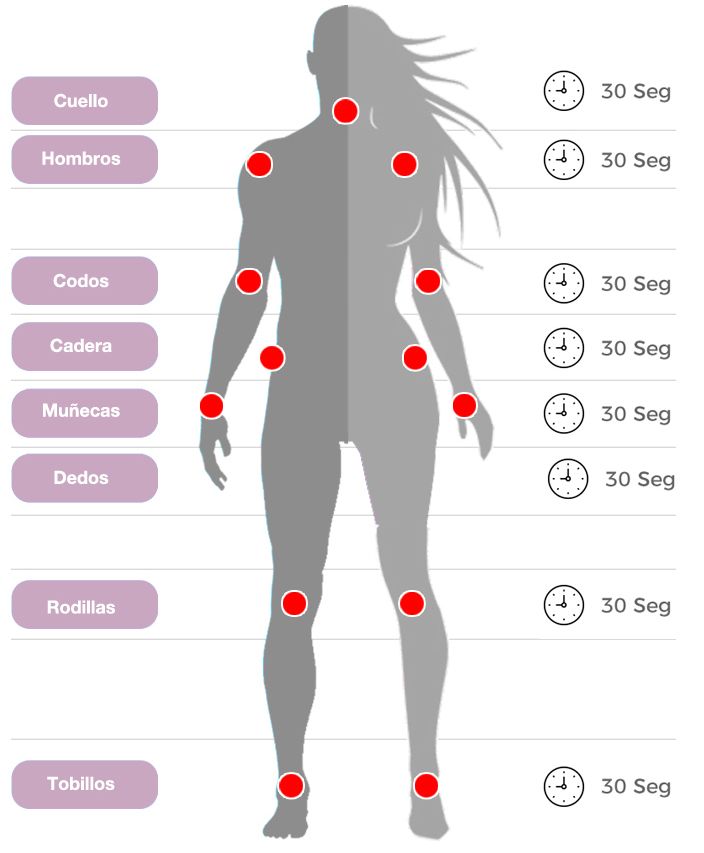 Cuello 30 Seg
Hombros 30 Seg
Codos 30 Seg
Cadera 30 Seg
Muñecas 30 Seg
Dedos 30 Seg
Rodillas 30 Seg
Tobillos 30 Seg